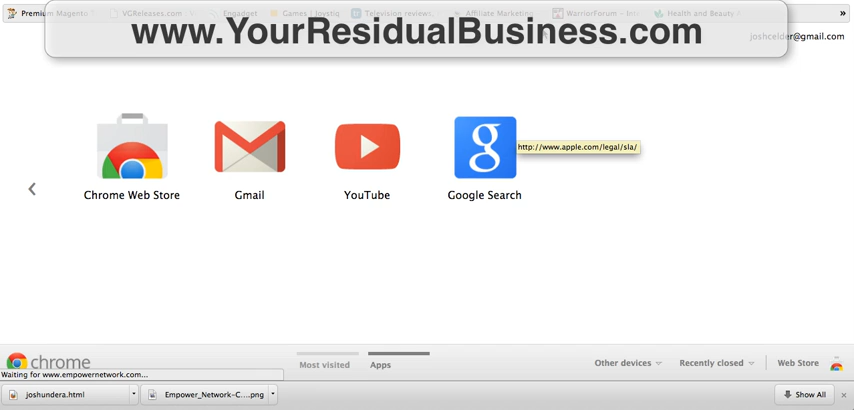 Premium Magento
VGReleases.com
Engadget
Games | Joystiq
Television reviews,
Affiliate Marketing
WarriorForum - Inte
Health and Beauty
»
www.YourResidualBusiness.com
joshcelder@gmail.com
http://www.apple.com/legal/sla/
Chrome Web Store
Gmail
YouTube
Google Search
chrome
Most visited
Apps
Other devices
Recently closed
Web Store
Waiting for www.empowernetwork.com...
joshundera.html
Empower_Network-C....png
Show All